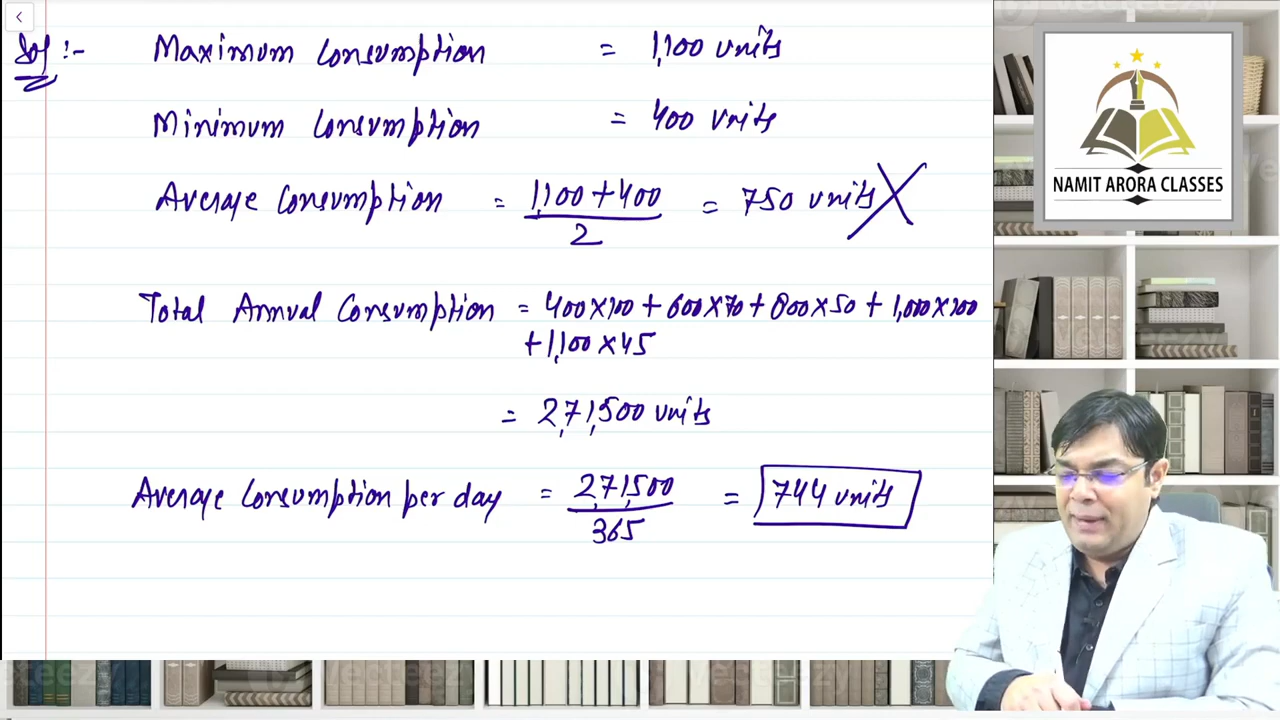 Sol :- Maximum Consumption = 1,100 units
Minimum Consumption = 400 units
Average Consumption = 1,100 + 400 / 2 = 750 units X
Total Annual Consumption = 400 x 100 + 600 x 70 + 800 x 50 + 1,000 x 100
+ 1,100 x 45
= 2,71,500 units
Average Consumption per day = 2,71,500 / 365 = 744 units
NAMIT ARORA CLASSES